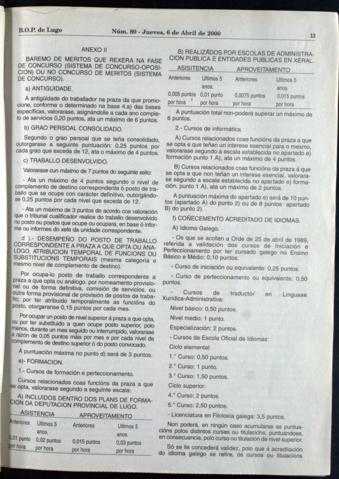 B.O.P. de Lugo
Núm. 80 - Jueves, 6 de Abril de 2000
13
ANEXO II
BAREMO DE MERITOS QUE REXERA NA FASE
DE CONCURSO (SISTEMA DE CONCURSO-OPOSI-
CION) OU NO CONCURSO DE MERITOS (SISTEMA
DE CONCURSO).
a) ANTIGUIDADE.
A antigüidade do traballador na praza da que promo-
cione, conforme o determinado na base 4.a) das bases
específicas, valorarase, asignándolle a cada ano comple-
to de servicios 0,20 puntos, ata un máximo de 6 puntos.
b) GRAO PERSOAL CONSOLIDADO.
Segundo o grao persoal que se teña consolidado,
outorgarase a seguinte puntuación: 0,25 puntos por
cada grao que exceda de 12, ata o máximo de 4 puntos.
c) TRABALLO DESENVOLVIDO.
Valorarase cun máximo de 7 puntos do seguinte xeito:
- Ata un máximo de 4 puntos segundo o nivel de
complemento de destino correspondente ó posto de tra-
ballo que se ocupe con carácter definitivo, outorgándo-
se 0,25 puntos por cada nivel que exceda de 12.
- Ata un máximo de 3 puntos de acordo coa valoración
que o tribunal cualificador realice do traballo desenvolvido
no posto ou postos que ocupe ou ocupara, en base ó infor-
me ou informes do xefe da unidade correspondente.
d ).- DESEMPEÑO DO POSTO DE TRABALLO
CORRESPONDENTE A PRAZA A QUE OPTA OU ANA-
LOGO, ATRIBUCION TEMPORAL DE FUNCIONS OU
SUBSTITUCIONS TEMPORAIS (mesma categoría e
mesmo nivel de complemento de destino).
Por ocupa-lo posto de traballo correspondente a
praza á que opta ou análogo, por nomeamento provisio-
nal ou de forma definitiva, comisión de servicios, ou
outra forma provisional de provisión de postos de traba-
llo; por ter atribuído temporalmente as funcións do
posto, otorgaranse 0,15 puntos por cada mes.
Por ocupar un posto de nivel superior á praza a que opta,
ou por ter substituído a quen ocupe posto superior, polo
menos, durante un mes seguido ou interrumpido, valorarase
a razón de 0,05 puntos máis por mes e por cada nivel de
complemento de destino superior ó do posto convocado.
A puntuación máxima no punto d) será de 3 puntos.
e)- FORMACION.
1.- Cursos de formación e perfeccionamento.
Cursos relacionados coas funcións da praza a que
se opta, valoraranse segundo a seguinte escala:
A) INCLUIDOS DENTRO DOS PLANS DE FORMA-
CION DA DEPUTACION PROVINCIAL DE LUGO.
ASISTENCIA APROVEITAMENTO
Anteriores Ultimos 5 anos. Anteriores Ultimos 5 anos.
0,01 punto 0,02 puntos 0,015 puntos 0,03 puntos
por hora por hora por hora por hora
B) REALIZADOS POR ESCOLAS DE ADMINISTRA-
CION PUBLICA E ENTIDADES PUBLICAS EN XERAL.
ASISITENCIA APROVEITAMENTO
Anteriores Ultimos 5 anos. Anteriores Ultimos 5 anos.
0,005 puntos 0,01 punto 0,0075 puntos 0,015 puntos
por hora por hora por hora por hora
A puntuación total non-poderá superar un máximo de
6 puntos.
2.- Cursos de informática
A) Cursos relacionados coas funcións da praza a que
se opta e que teñan un interese esencial para o mesmo,
valoraranse segundo a escala establecida no apartado e)
formación punto 1 A), ata un máximo de 4 puntos.
B) Cursos relacionados coas funcións da praza á que
se opta e que non teñan un interese esencial, valorara-
se segundo a escala establecida no apartado e) forma-
ción, punto 1 A), ata un máximo de 2 puntos.
A puntuación máxima do apartado e) será de 10 pun-
tos (apartado A) do punto 2) ou de 8 puntos apartado
B) do punto 2).
f) COÑECEMENTO ACREDITADO DE IDIOMAS.
A) Idioma Galego.
- Os que se acollen a Orde de 25 de abril de 1989,
referida a validación dos cursos de Iniciación e
Perfeccionamento por ter cursado galego no Ensino
Básico e Medio: 0,10 puntos.
- Curso de iniciación ou equivalente: 0,25 puntos.
- Curso de perfeccionamento ou equivalente: 0,50
puntos.
- Cursos de traductor en Linguaxe
Xurídica-Administrativa:
Nivel básico: 0,50 puntos.
Nivel medio: 1 punto.
Especialización: 2 puntos.
- Cursos da Escola Oficial de Idiomas:
Ciclo elemental:
1.° Curso: 0,50 puntos.
2.° Curso: 1 punto.
3.° Curso: 1,50 puntos.
Ciclo superior:
4.° Curso: 2 puntos.
5.° Curso: 2,50 puntos.
- Licenciatura en Filoloxía galega: 3,5 puntos.
Non poderá, en ningún caso acumularse as puntua-
cións polos distintos cursos ou titulacións, puntuándose,
en consecuencia, polo curso ou titulación de nivel superior.
Só se lle concederá validez, polo que á acreditación
do idioma galego se refire, ós cursos ou titulacións